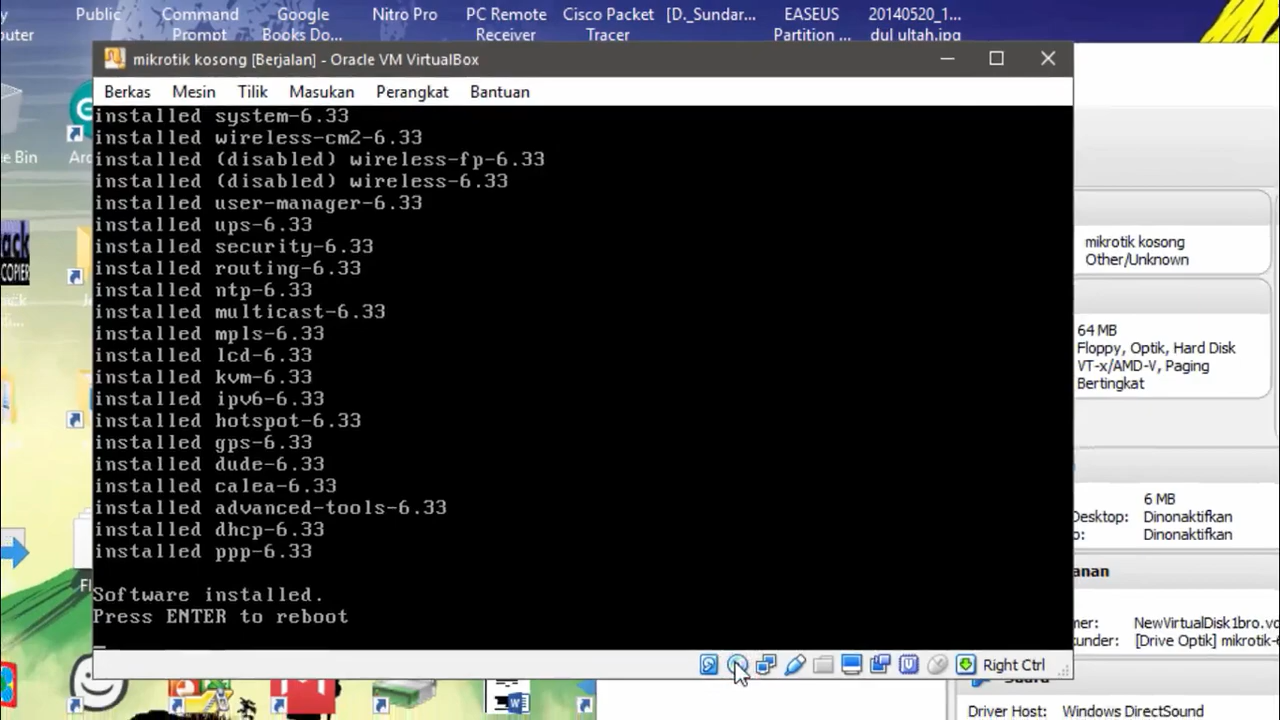 Public
Command
Prompt
Google
Books Do...
Nitro Pro
PC Remote
Receiver
Cisco Packet
Tracer
[D._Sundar...
EASEUS
Partition ...
20140520_1...
dul ultah.jpg
mikrotik kosong [Berjalan] - Oracle VM VirtualBox
Berkas Mesin Tilik Masukan Perangkat Bantuan
installed system-6.33
installed wireless-cm2-6.33
installed (disabled) wireless-fp-6.33
installed (disabled) wireless-6.33
installed user-manager-6.33
installed ups-6.33
installed security-6.33
installed routing-6.33
installed ntp-6.33
installed multicast-6.33
installed mpls-6.33
installed lcd-6.33
installed kvm-6.33
installed ipv6-6.33
installed hotspot-6.33
installed gps-6.33
installed dude-6.33
installed calea-6.33
installed advanced-tools-6.33
installed dhcp-6.33
installed ppp-6.33
Software installed.
Press ENTER to reboot
Right Ctrl
mikrotik kosong
Other/Unknown
64 MB
Floppy, Optik, Hard Disk
VT-x/AMD-V, Paging
Bertingkat
6 MB
Desktop: Dinonaktifkan
o: Dinonaktifkan
anan
mer: NewVirtualDisk1bro.vd
kunder: [Drive Optik] mikrotik-6
Driver Host: Windows DirectSound